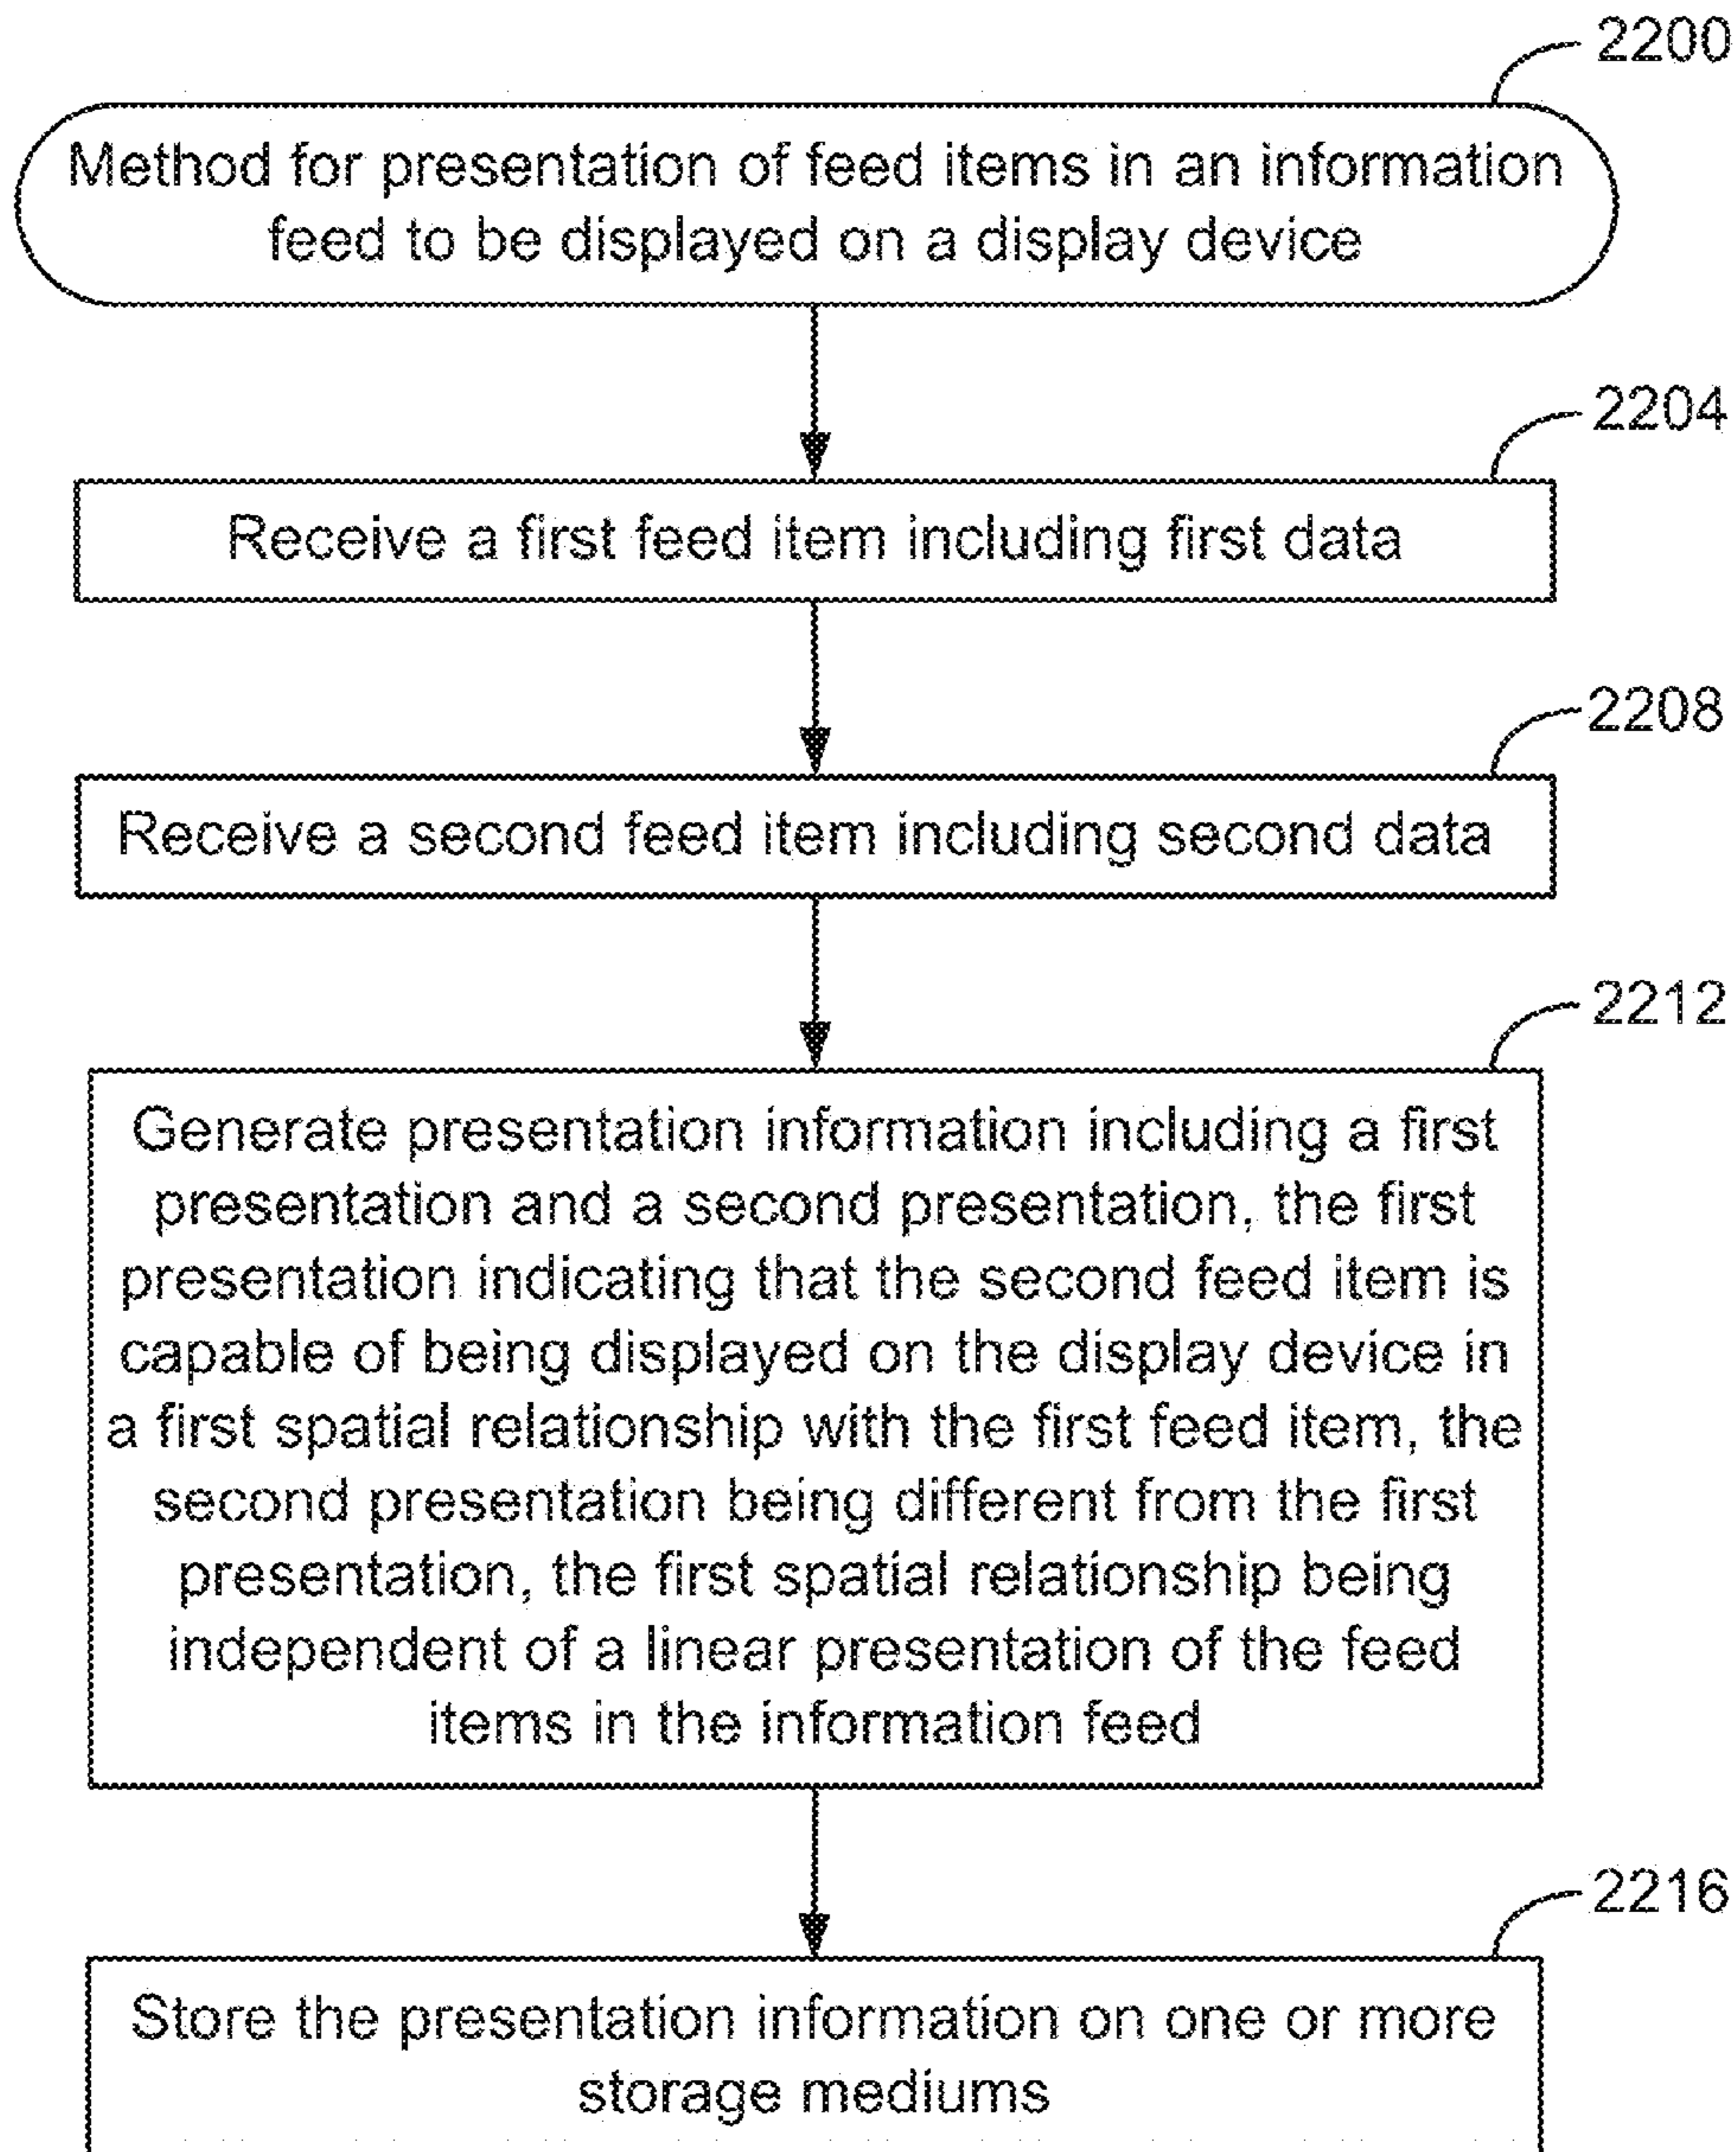 2200
Method for presentation of feed items in an information
feed to be displayed on a display device
2204
Receive a first feed item including first data
2208
Receive a second feed item including second data
2212
Generate presentation information including a first
presentation and a second presentation, the first
presentation indicating that the second feed item is
capable of being displayed on the display device in
a first spatial relationship with the first feed item, the
second presentation being different from the first
presentation, the first spatial relationship being
independent of a linear presentation of the feed
items in the information feed
2216
Store the presentation information on one or more
storage mediums